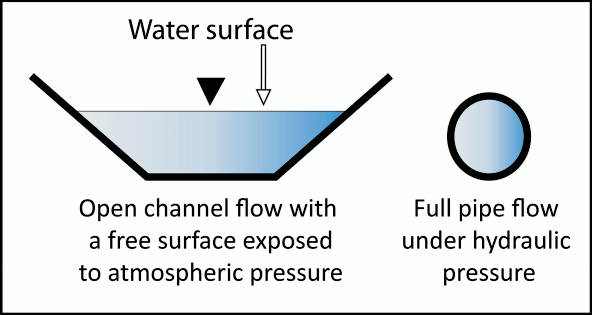 Water surface
Open channel flow with
a free surface exposed
to atmospheric pressure
Full pipe flow
under hydraulic
pressure